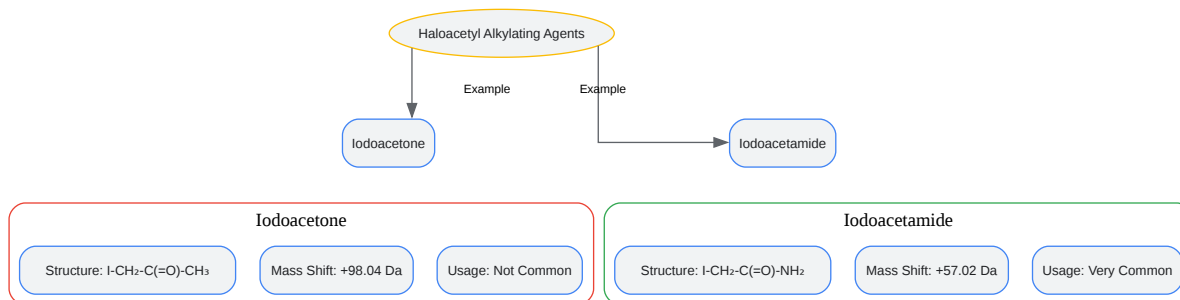 Haloacetyl Alkylating Agents
Example
Example
Iodoacetone
Iodoacetamide
Iodoacetone
Iodoacetamide
Structure: I-CH₂-C(=O)-CH₃
Mass Shift: +98.04 Da
Usage: Not Common
Structure: I-CH₂-C(=O)-NH₂
Mass Shift: +57.02 Da
Usage: Very Common